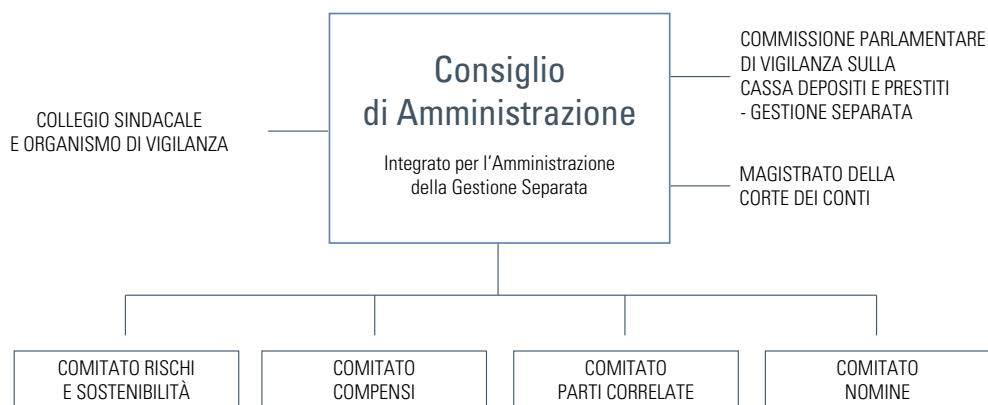 Consiglio
di Amministrazione
Integrato per l'Amministrazione
della Gestione Separata
COLLEGIO SINDACALE
E ORGANISMO DI VIGILANZA
COMMISSIONE PARLAMENTARE
DI VIGILANZA SULLA
CASSA DEPOSITI E PRESTITI
- GESTIONE SEPARATA
MAGISTRATO DELLA
CORTE DEI CONTI
COMITATO RISCHI
E SOSTENIBILITÀ
COMITATO
COMPENSI
COMITATO
PARTI CORRELATE
COMITATO
NOMINE